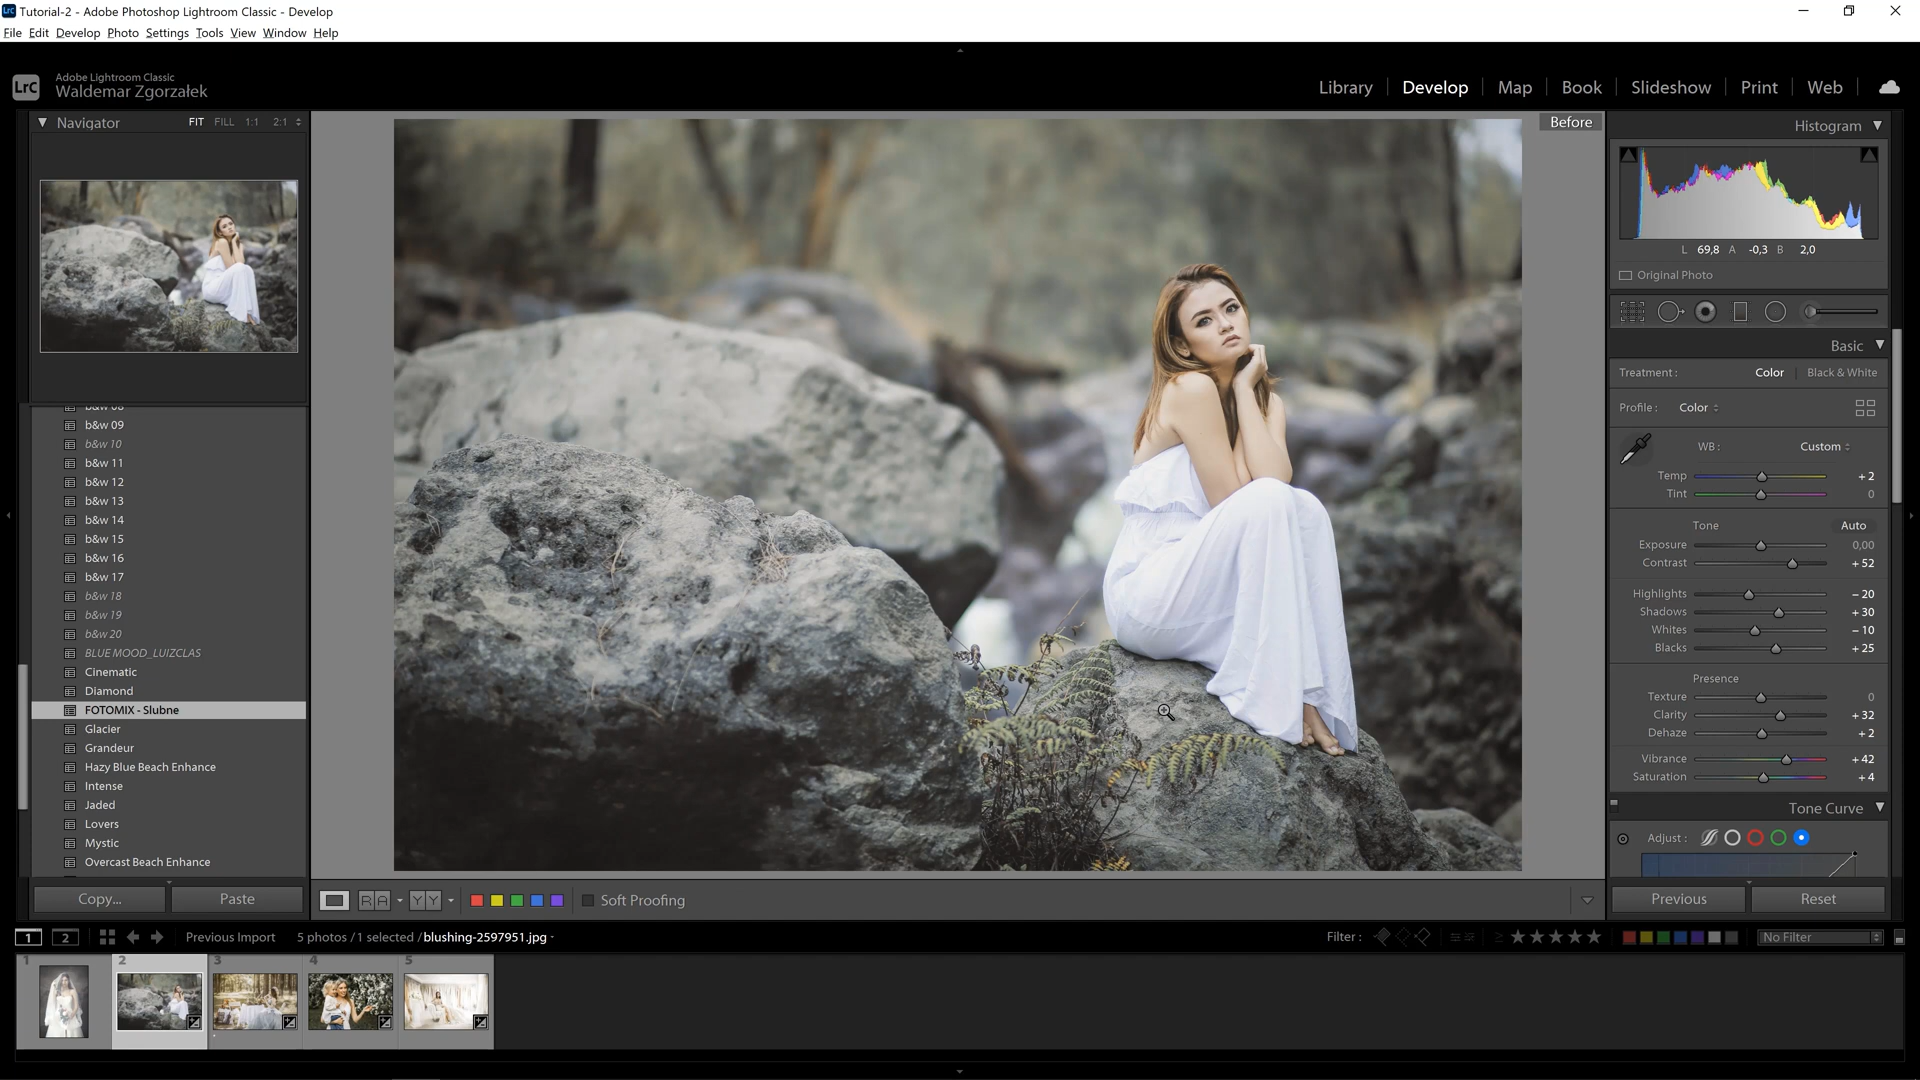 Tutorial-2 - Adobe Photoshop Lightroom Classic - Develop
File Edit Develop Photo Settings Tools View Window Help
LrC
Adobe Lightroom Classic
Waldemar Zgorzałek
Library Develop Map Book Slideshow Print Web
Navigator FIT FILL 1:1 2:1
Before
Histogram
L 69,8 A -0,3 B 2,0
Original Photo
Basic
Treatment : Color Black & White
Profile : Color
WB : Custom
Temp +2
Tint 0
Tone Auto
Exposure 0,00
Contrast +52
Highlights -20
Shadows +30
Whites -10
Blacks +25
Presence
Texture 0
Clarity +32
Dehaze +2
Vibrance +42
Saturation +4
Tone Curve
Adjust :
Previous Reset
b&w 08
b&w 09
b&w 10
b&w 11
b&w 12
b&w 13
b&w 14
b&w 15
b&w 16
b&w 17
b&w 18
b&w 19
b&w 20
BLUE MOOD_LUIZCLAS
Cinematic
Diamond
FOTOMIX - Slubne
Glacier
Grandeur
Hazy Blue Beach Enhance
Intense
Jaded
Lovers
Mystic
Overcast Beach Enhance
Copy... Paste
R A Y Y Soft Proofing
1 2 Previous Import 5 photos / 1 selected / blushing-2597951.jpg
Filter : No Filter
1 2 3 4 5